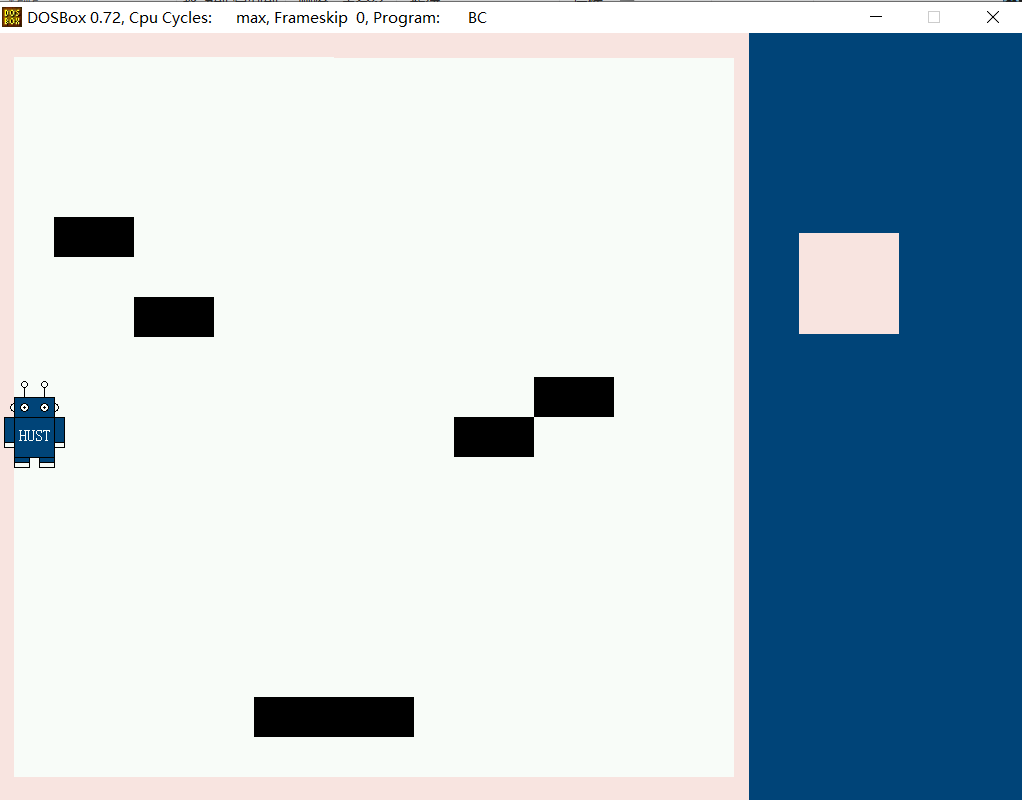 DOSBox 0.72, Cpu Cycles: max, Frameskip 0, Program: BC
HUST